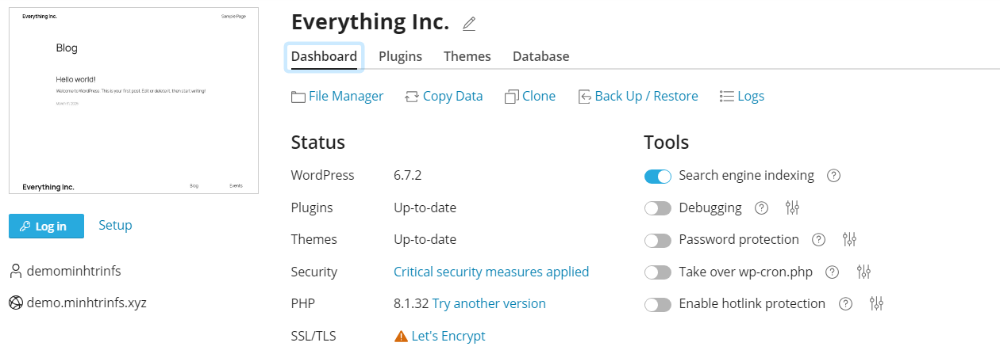 Everything Inc.
Sample Page
Blog
Hello world!
Welcome to WordPress. This is your first post. Edit or delete it, then start writing!
Everything Inc.
Blog
Events
Log in
Setup
demominhtrinfs
demo.minhtrinfs.xyz
Everything Inc.
Dashboard Plugins Themes Database
File Manager Copy Data Clone Back Up / Restore Logs
Status
WordPress 6.7.2
Plugins Up-to-date
Themes Up-to-date
Security Critical security measures applied
PHP 8.1.32 Try another version
SSL/TLS Let's Encrypt
Tools
Search engine indexing
Debugging
Password protection
Take over wp-cron.php
Enable hotlink protection